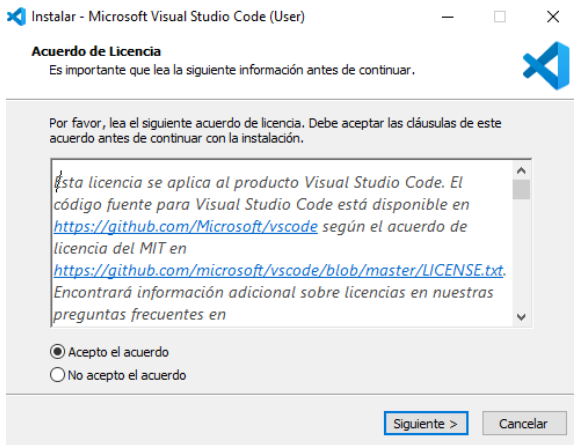 Instalar - Microsoft Visual Studio Code (User)
Acuerdo de Licencia
Es importante que lea la siguiente información antes de continuar.
Por favor, lea el siguiente acuerdo de licencia. Debe aceptar las cláusulas de este
acuerdo antes de continuar con la instalación.
Esta licencia se aplica al producto Visual Studio Code. El
código fuente para Visual Studio Code está disponible en
https://github.com/Microsoft/vscode según el acuerdo de
licencia del MIT en
https://github.com/microsoft/vscode/blob/master/LICENSE.txt.
Encontrará información adicional sobre licencias en nuestras
preguntas frecuentes en
Acepto el acuerdo
No acepto el acuerdo
Siguiente >
Cancelar